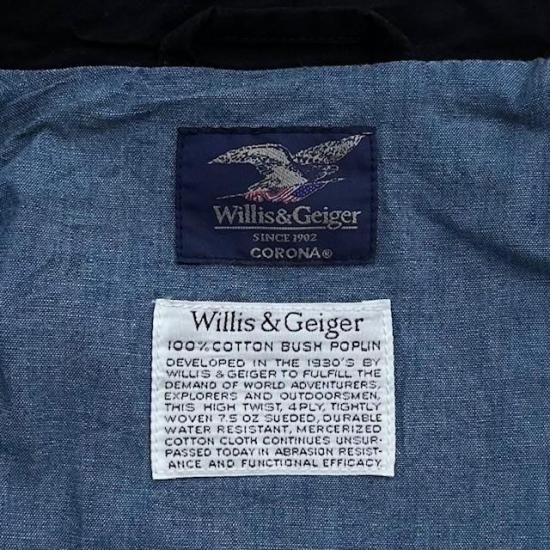 Willis & Geiger
SINCE 1902
CORONA®
Willis & Geiger
100% COTTON BUSH POPLIN
DEVELOPED IN THE 1930'S BY
WILLIS & GEIGER TO FULFILL THE
DEMAND OF WORLD ADVENTURERS,
EXPLORERS AND OUTDOORSMEN,
THIS HIGH TWIST, 4 PLY, TIGHTLY
WOVEN 7.5 OZ SUEDED, DURABLE
WATER RESISTANT, MERCERIZED
COTTON CLOTH CONTINUES UNSUR-
PASSED TODAY IN ABRASION RESIST-
ANCE AND FUNCTIONAL EFFICACY.